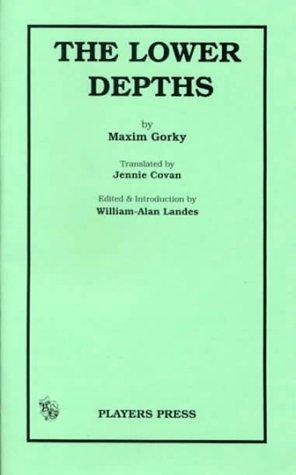 THE LOWER
DEPTHS
by
Maxim Gorky
Translated by
Jennie Covan
Edited & Introduction by
William-Alan Landes
PLAYERS PRESS